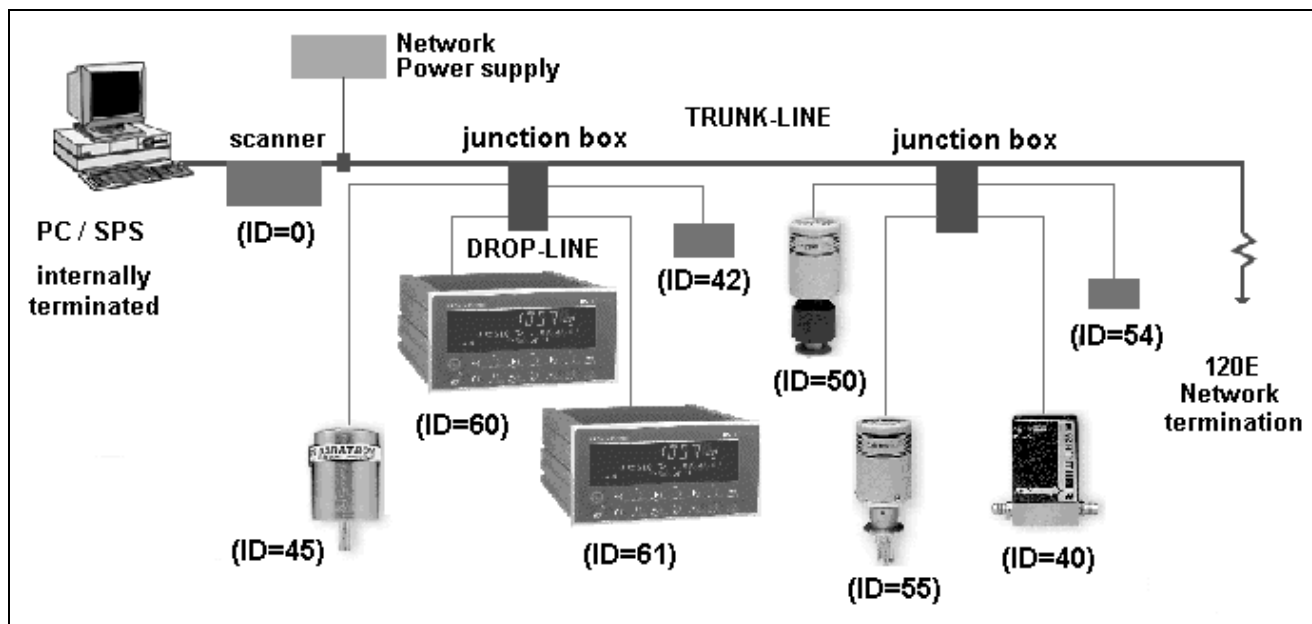 Network
Power supply
TRUNK-LINE
scanner
junction box
junction box
PC / SPS
(ID=0)
internally
terminated
DROP-LINE
(ID=42)
(ID=54)
(ID=50)
120E
Network
termination
(ID=60)
(ID=45)
(ID=61)
(ID=55)
(ID=40)